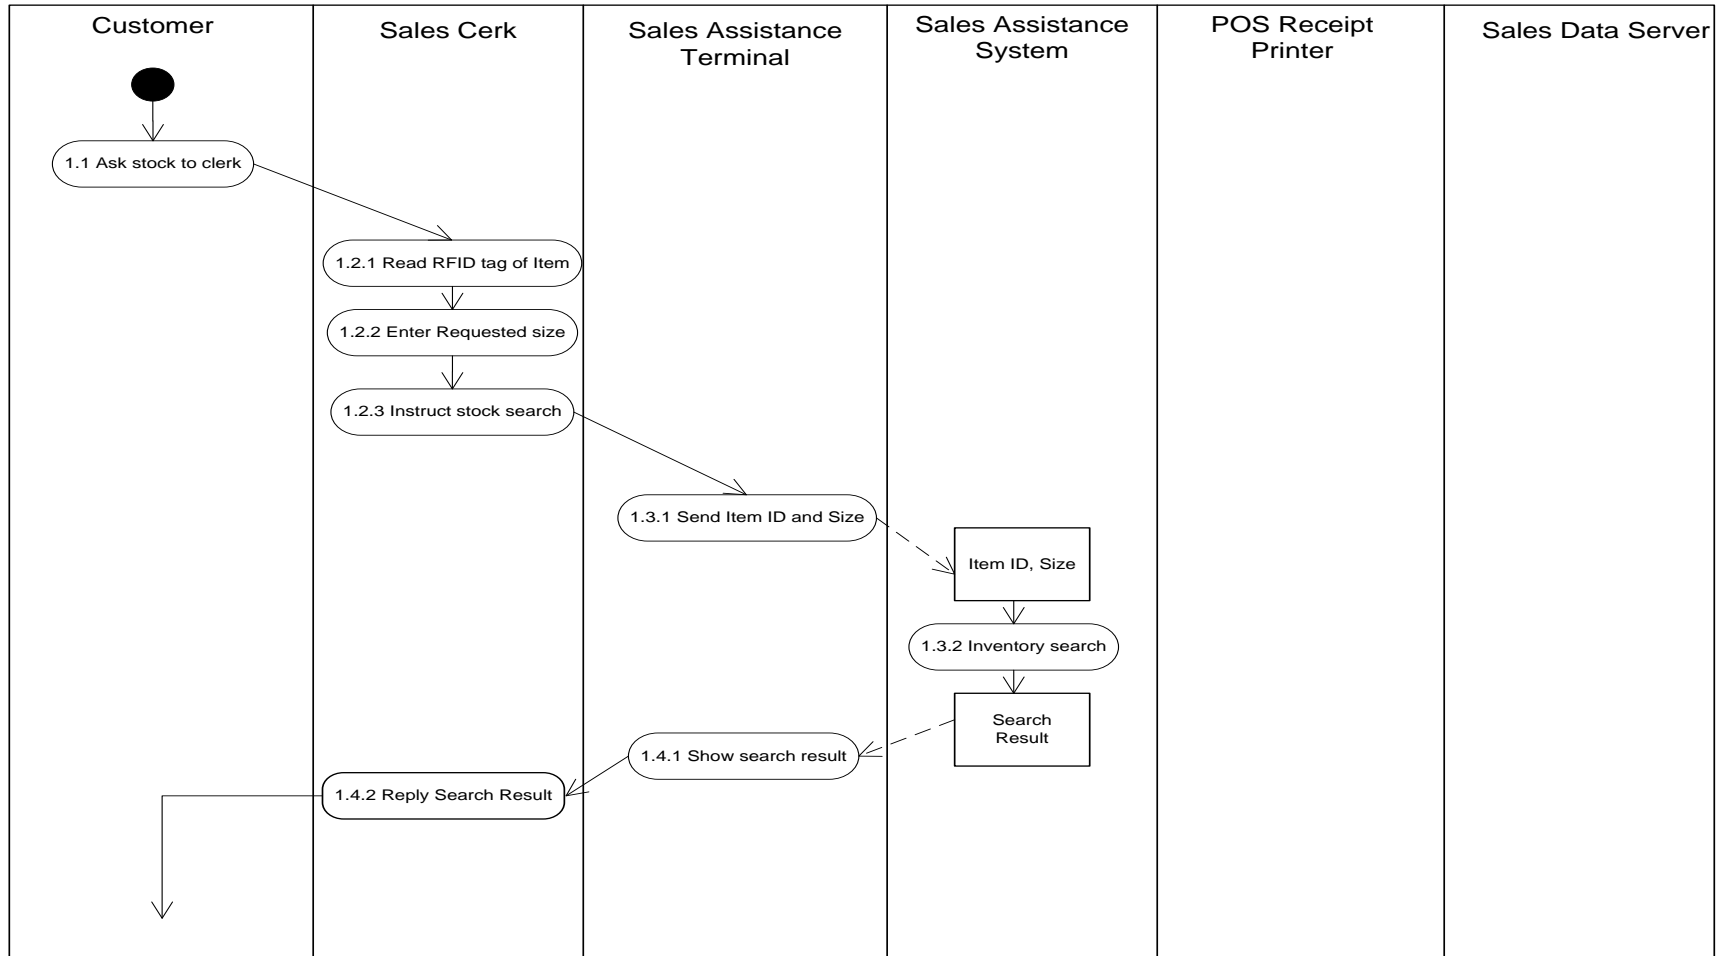 Customer
Sales Cerk
Sales Assistance
Terminal
Sales Assistance
System
POS Receipt
Printer
Sales Data Server
1.1 Ask stock to clerk
1.2.1 Read RFID tag of Item
1.2.2 Enter Requested size
1.2.3 Instruct stock search
1.3.1 Send Item ID and Size
Item ID, Size
1.3.2 Inventory search
Search
Result
1.4.1 Show search result
1.4.2 Reply Search Result